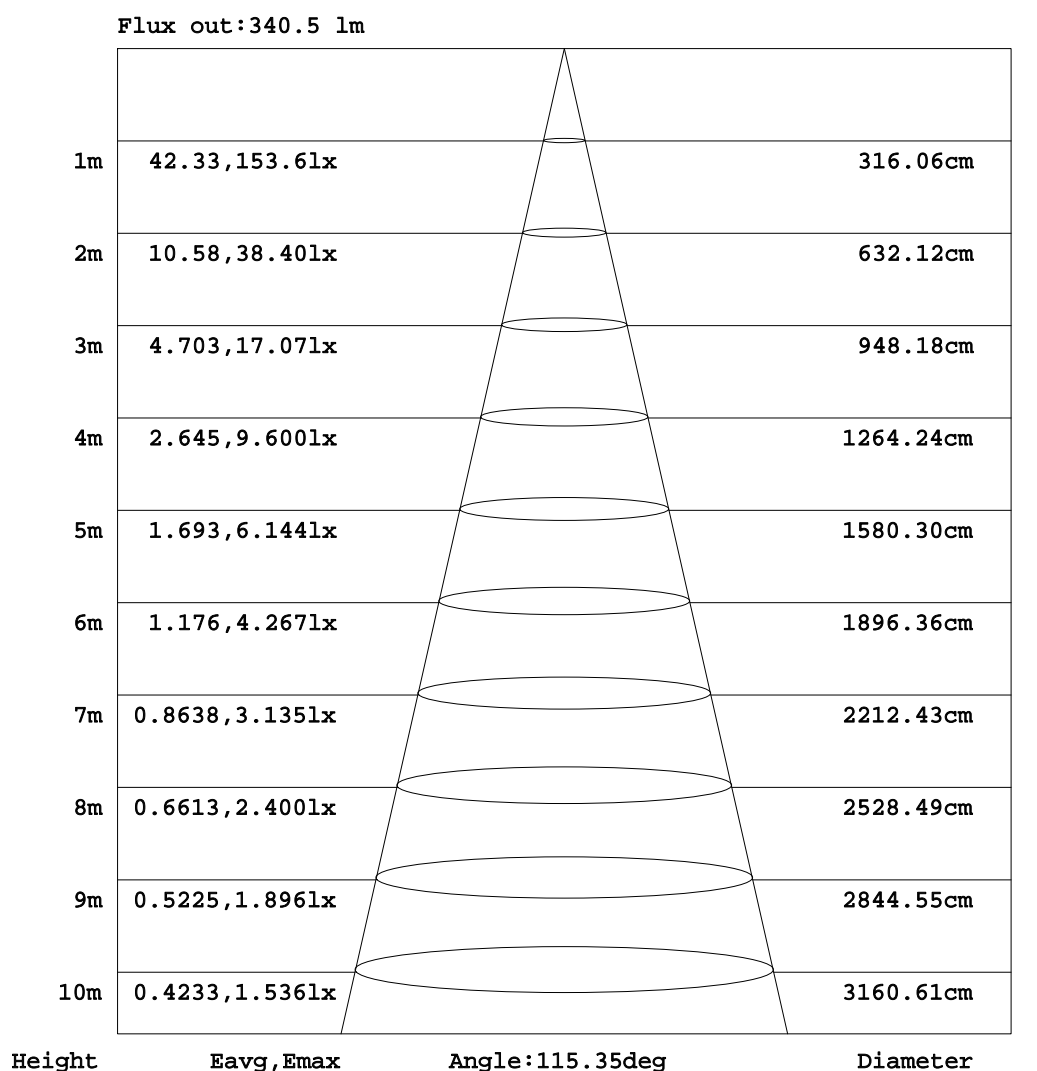 Flux out:340.5 lm
1m 42.33,153.6lx 316.06cm
2m 10.58,38.40lx 632.12cm
3m 4.703,17.07lx 948.18cm
4m 2.645,9.600lx 1264.24cm
5m 1.693,6.144lx 1580.30cm
6m 1.176,4.267lx 1896.36cm
7m 0.8638,3.135lx 2212.43cm
8m 0.6613,2.400lx 2528.49cm
9m 0.5225,1.896lx 2844.55cm
10m 0.4233,1.536lx 3160.61cm
Height Eavg,Emax Angle:115.35deg Diameter